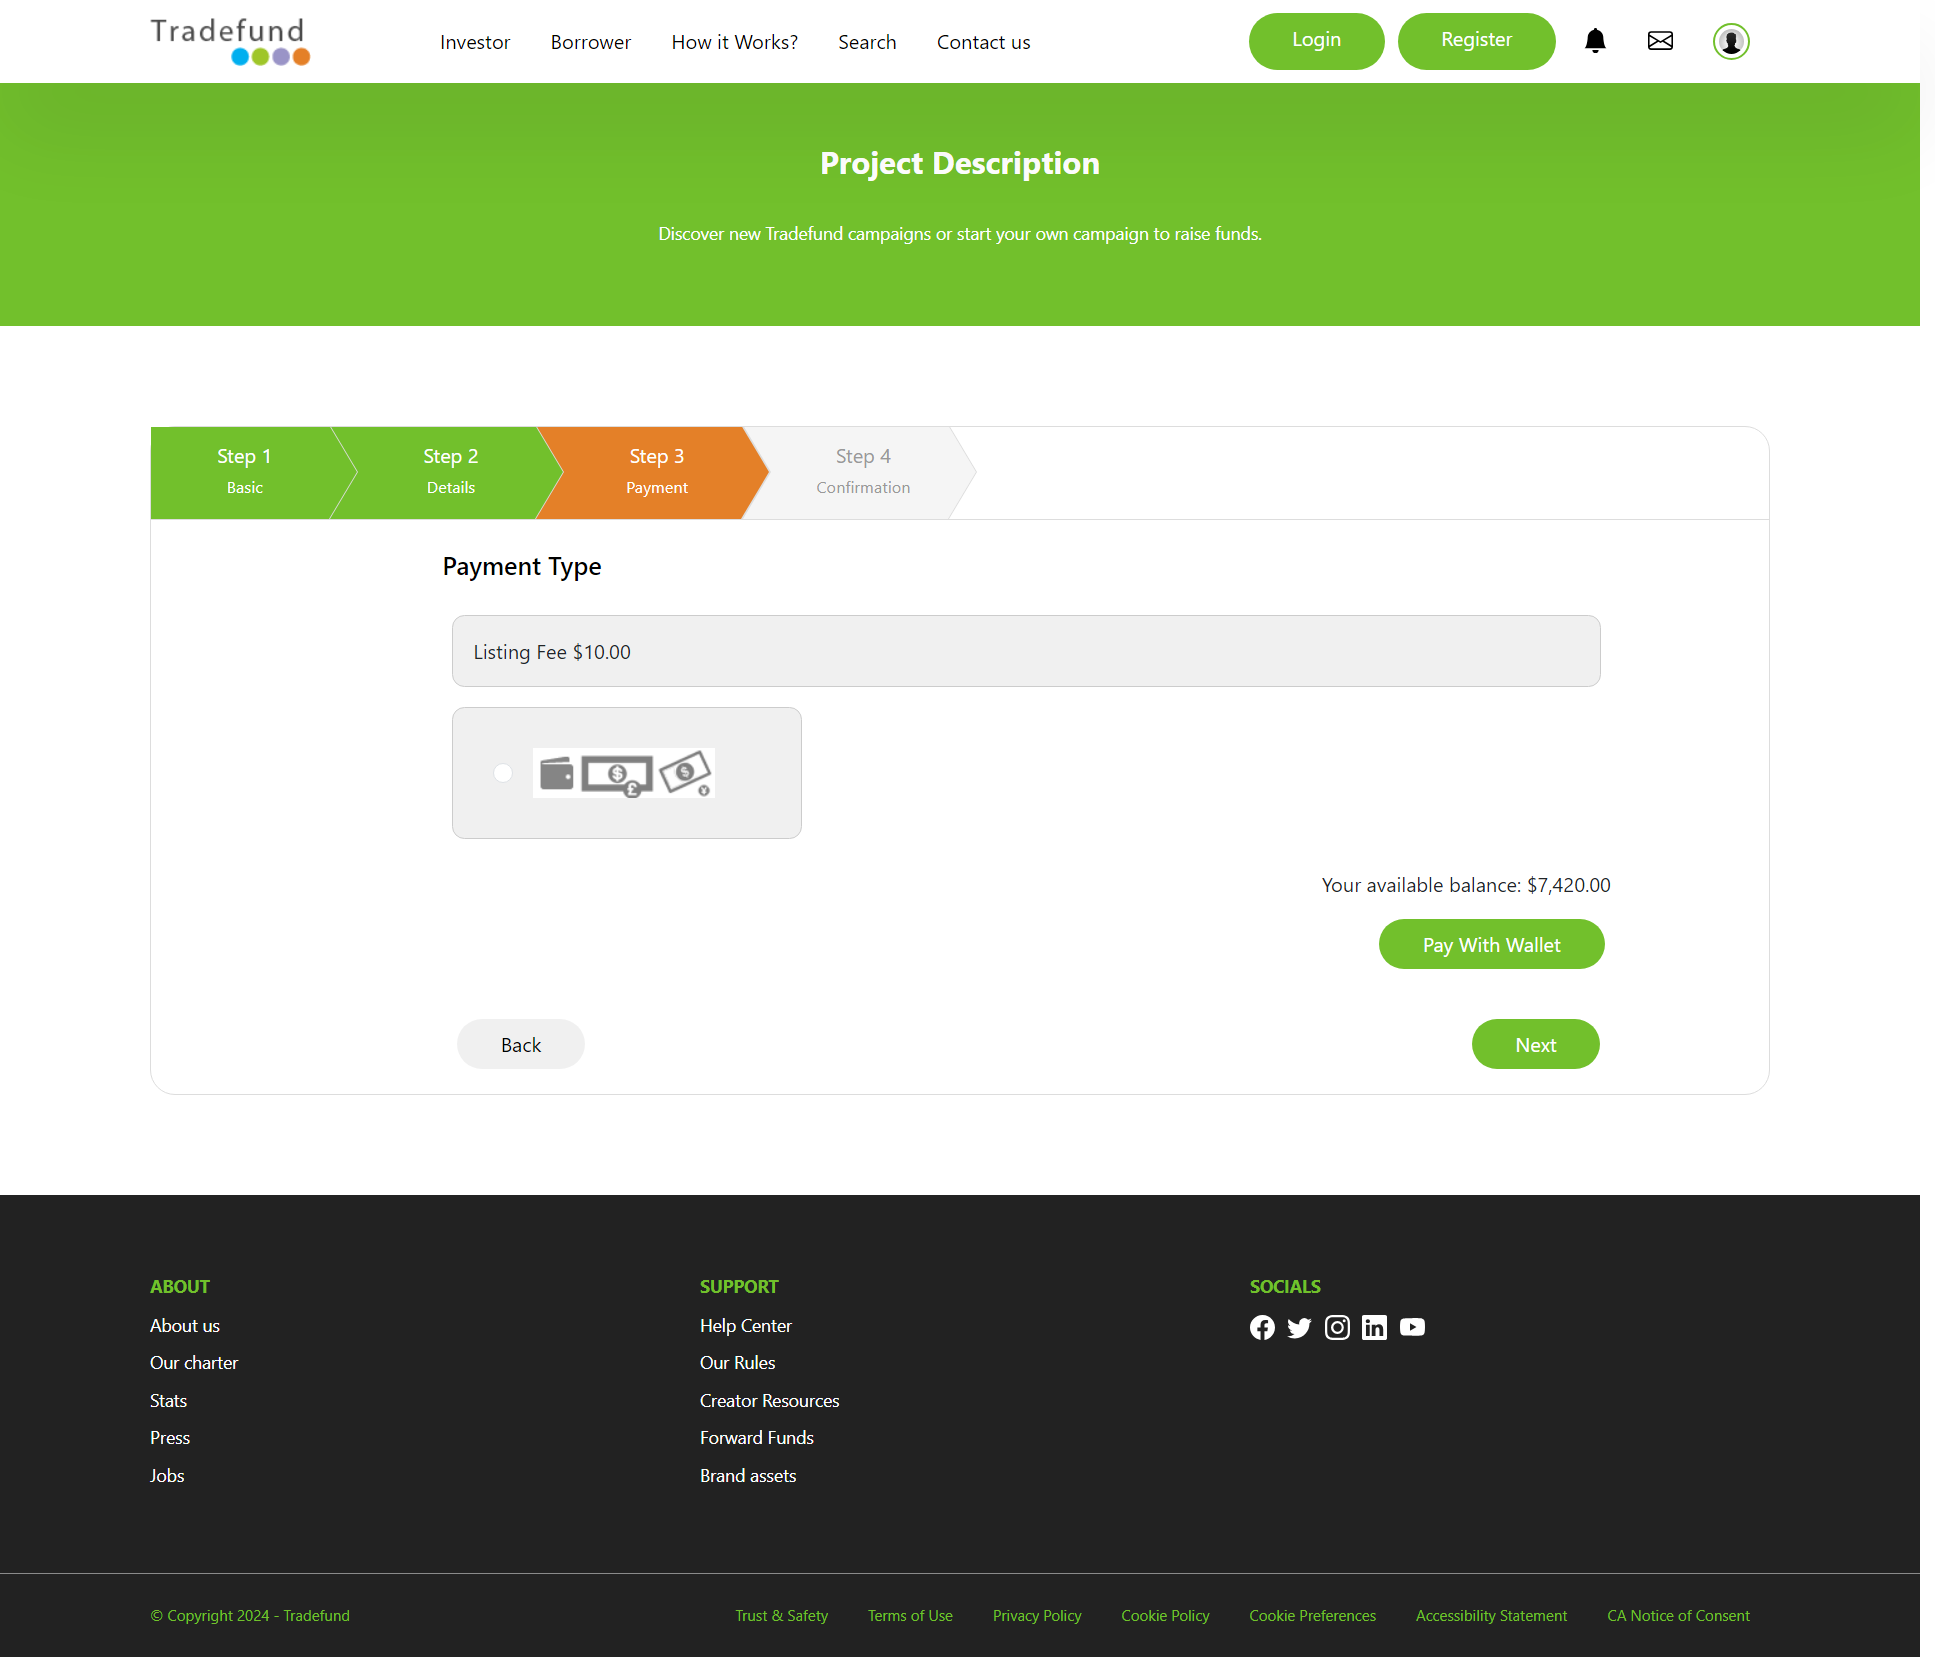 Tradefund
Investor
Borrower
How it Works?
Search
Contact us
Login
Register
Project Description
Discover new Tradefund campaigns or start your own campaign to raise funds.
Step 1
Basic
Step 2
Details
Step 3
Payment
Step 4
Confirmation
Payment Type
Listing Fee $10.00
Your available balance: $7,420.00
Pay With Wallet
Back
Next
ABOUT
About us
Our charter
Stats
Press
Jobs
SUPPORT
Help Center
Our Rules
Creator Resources
Forward Funds
Brand assets
SOCIALS
© Copyright 2024 - Tradefund
Trust & Safety
Terms of Use
Privacy Policy
Cookie Policy
Cookie Preferences
Accessibility Statement
CA Notice of Consent